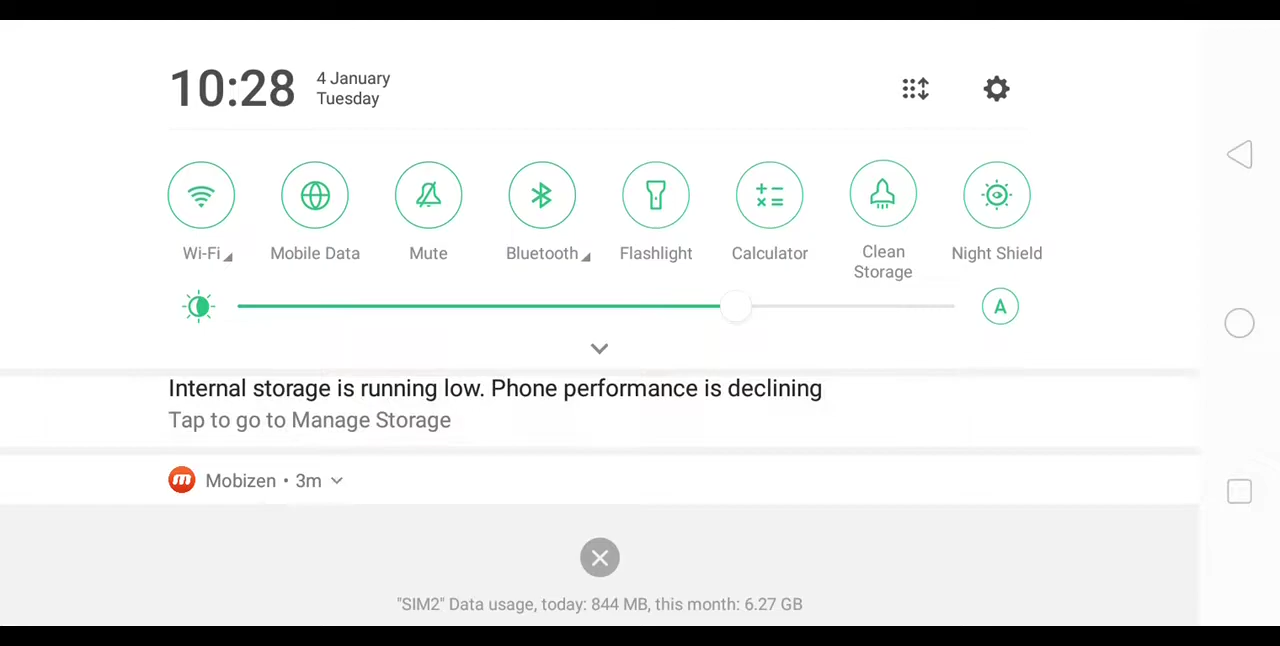 10:28
4 January
Tuesday
Wi-Fi
Mobile Data
Mute
Bluetooth
Flashlight
Calculator
Clean
Storage
Night Shield
A
Internal storage is running low. Phone performance is declining
Tap to go to Manage Storage
Mobizen • 3m
"SIM2" Data usage, today: 844 MB, this month: 6.27 GB